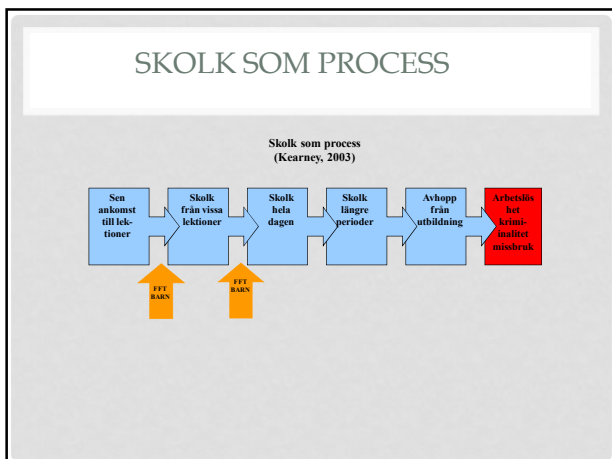 SKOLK SOM PROCESS
Skolk som process
(Kearney, 2003)
Sen
ankomst
till lek-
tioner
Skolk
från vissa
lektioner
Skolk
hela
dagen
Skolk
längre
perioder
Avhopp
från
utbildning
Arbetslös
het
krimi-
inalitet
missbruk
FFT
BARN
FFT
BARN